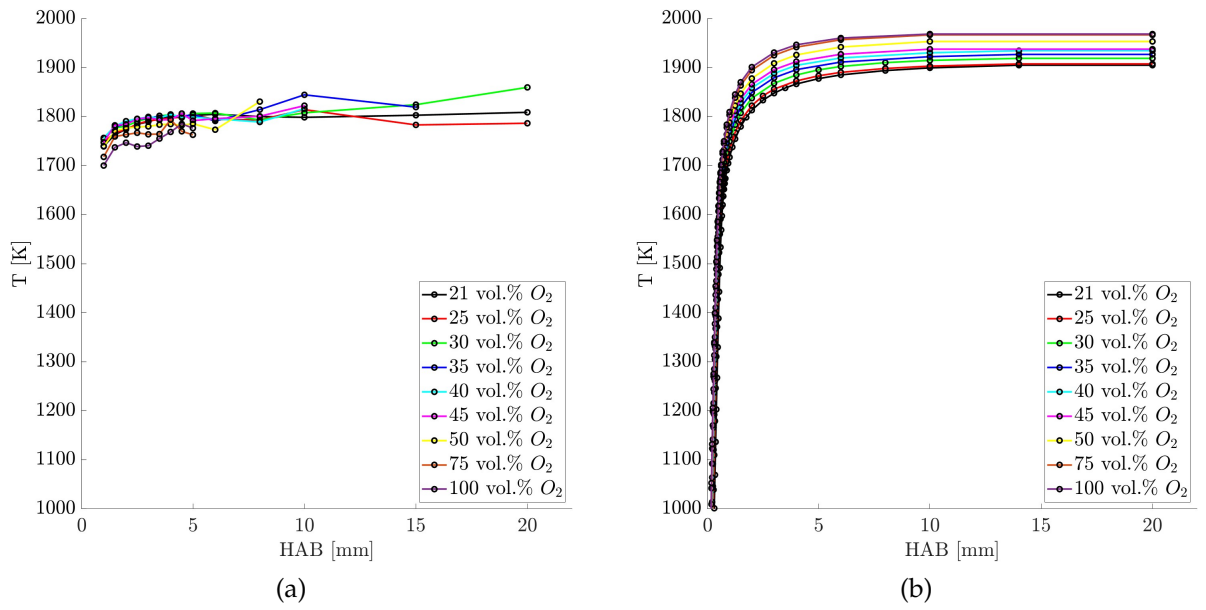 2000
1900
1800
1700
1600
1500
1400
1300
1200
1100
1000
T [K]
0 5 10 15 20
HAB [mm]
21 vol.% O₂
25 vol.% O₂
30 vol.% O₂
35 vol.% O₂
40 vol.% O₂
45 vol.% O₂
50 vol.% O₂
75 vol.% O₂
100 vol.% O₂
(a)
2000
1900
1800
1700
1600
1500
1400
1300
1200
1100
1000
T [K]
0 5 10 15 20
HAB [mm]
21 vol.% O₂
25 vol.% O₂
30 vol.% O₂
35 vol.% O₂
40 vol.% O₂
45 vol.% O₂
50 vol.% O₂
75 vol.% O₂
100 vol.% O₂
(b)